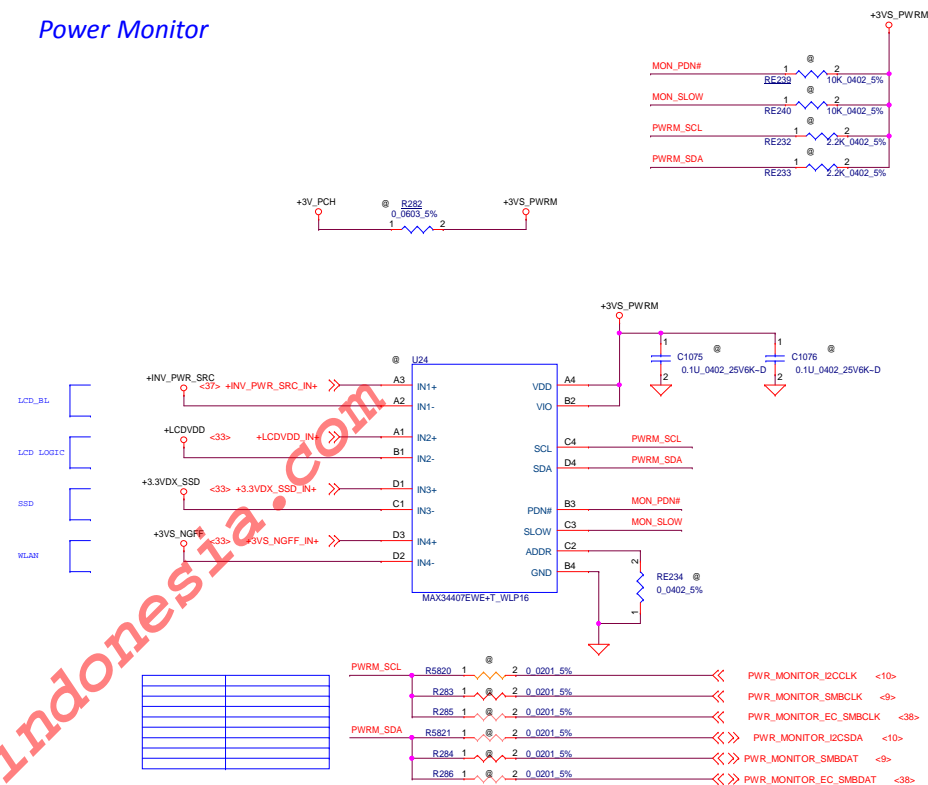 Power Monitor
+3VS_PWRM
@
MON_PDN#
1 2
RE239 10K_0402_5%
@
MON_SLOW
1 2
RE240 10K_0402_5%
@
PWRM_SCL
1 2
RE232 2.2K_0402_5%
@
PWRM_SDA
1 2
RE233 2.2K_0402_5%
+3V_PCH @ R282 +3VS_PWRM
0_0603_5%
1 2
+3VS_PWRM
1 @ 1 @
C1075 C1076
0.1U_0402_25V6K~D 0.1U_0402_25V6K~D
2 2
@ U24
LCD_BL
+INV_PWR_SRC <37> +INV_PWR_SRC_IN+ A3 IN1+ VDD A4
A2 IN1- VIO B2
LCD LOGIC
+LCDVDD <33> +LCDVDD_IN+ A1 IN2+
B1 IN2- SCL C4 PWRM_SCL
SDA D4 PWRM_SDA
SSD
+3.3VDX_SSD <33> +3.3VDX_SSD_IN+ D1 IN3+
C1 IN3- PDN# B3 MON_PDN#
SLOW C3 MON_SLOW
WLAN
+3VS_NGFF <33> +3VS_NGFF_IN+ D3 IN4+
ADDR C2
D2 IN4- GND B4
2
RE234 @
0_0402_5%
1
MAX34407EWE+T_WLP16
PWRM_SCL R5820 1 @ 2 0_0201_5% PWR_MONITOR_I2CCLK <10>
R283 1 @ 2 0_0201_5% PWR_MONITOR_SMBCLK <9>
R285 1 @ 2 0_0201_5% PWR_MONITOR_EC_SMBCLK <38>
PWRM_SDA R5821 1 @ 2 0_0201_5% PWR_MONITOR_I2CSDA <10>
R284 1 @ 2 0_0201_5% PWR_MONITOR_SMBDAT <9>
R286 1 @ 2 0_0201_5% PWR_MONITOR_EC_SMBDAT <38>
indonesia.com